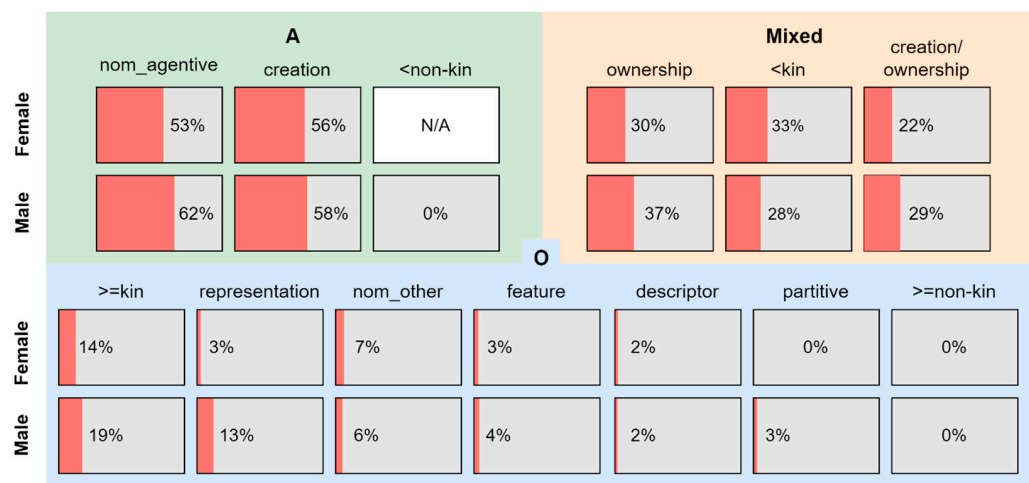 A
Mixed
nom_agentive
creation
<non-kin
ownership
<kin
creation/
ownership
Female
53%
56%
N/A
30%
33%
22%
Male
62%
58%
0%
37%
28%
29%
O
>=kin
representation
nom_other
feature
descriptor
partitive
>=non-kin
Female
14%
3%
7%
3%
2%
0%
0%
Male
19%
13%
6%
4%
2%
3%
0%